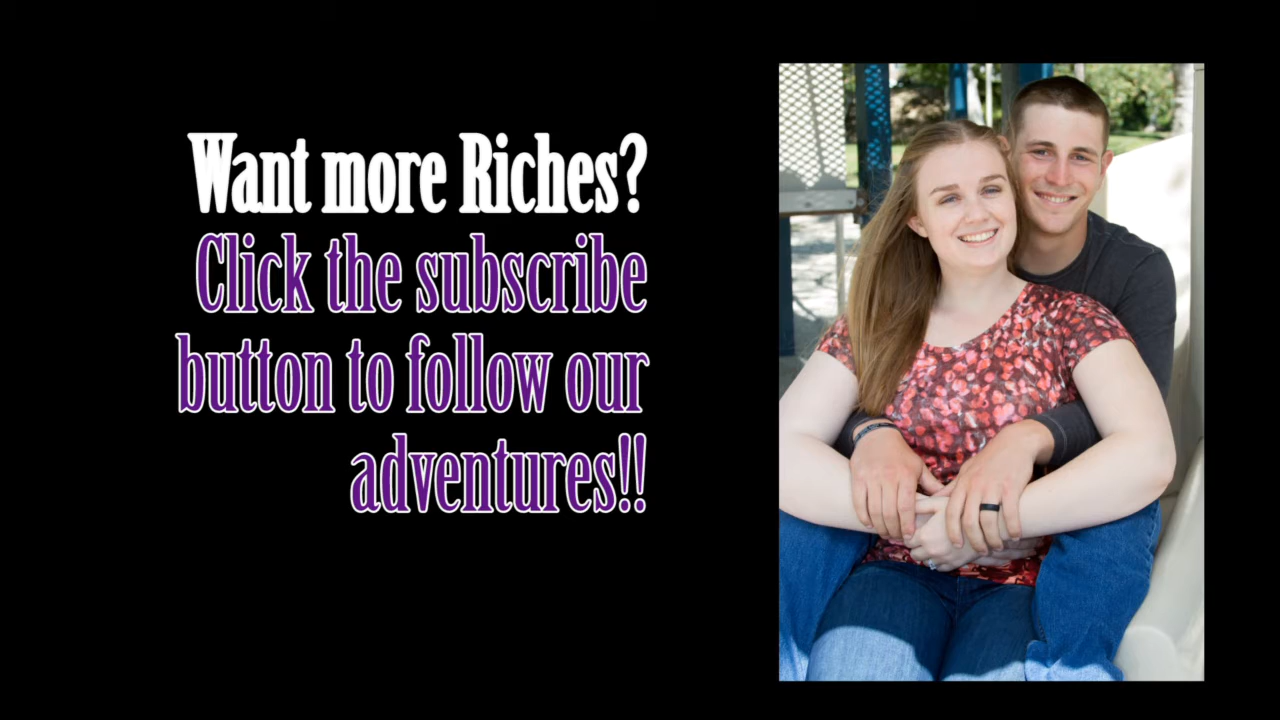 Want more Riches?
Click the subscribe
button to follow our
adventures!!